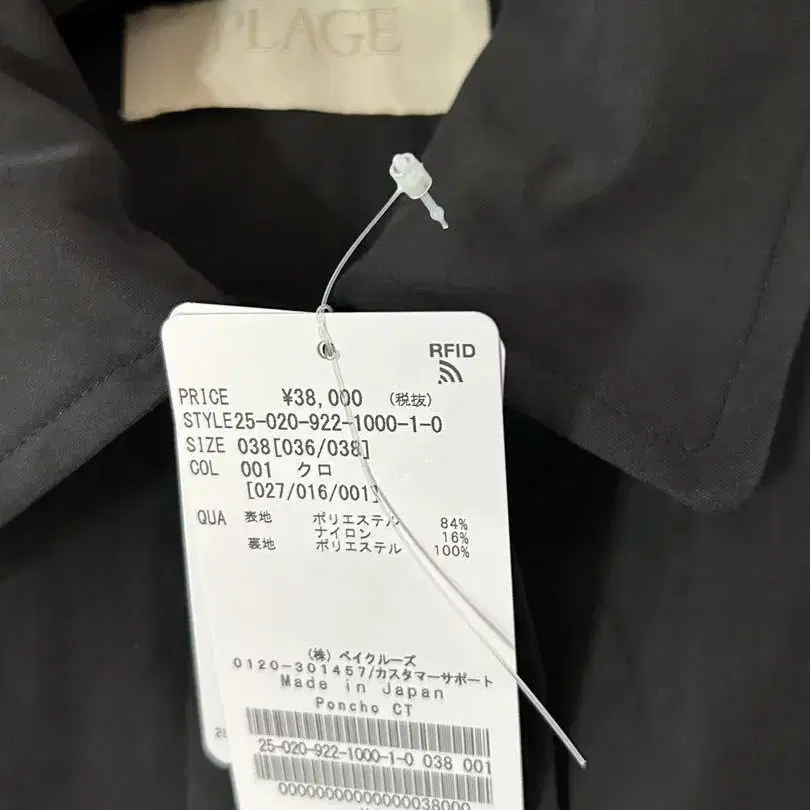 PLAGE
RFID
PRICE ¥38,000 (税抜)
STYLE25-020-922-1000-1-0
SIZE 038[036/038]
COL 001 クロ
[027/016/001]
QUA 表地 ポリエステル 84%
ナイロン 16%
裏地 ポリエステル 100%
(株) ベイクルーズ
0120-301457/カスタマーサポート
Made in Japan
Poncho CT
25-020-922-1000-1-0 038 001